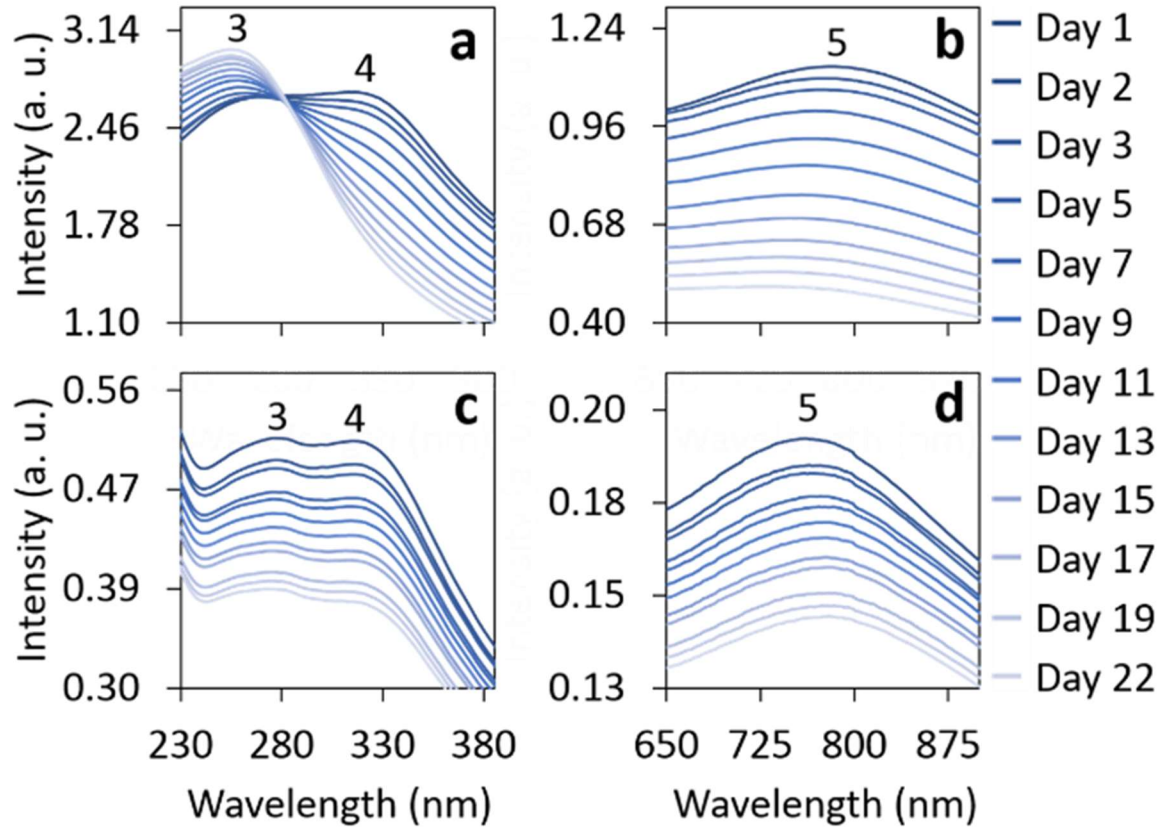 3.14
2.46
1.78
1.10
Intensity (a. u.)
3
4
a
1.24
0.96
0.68
0.40
5
b
0.56
0.47
0.39
0.30
Intensity (a. u.)
3
4
c
230 280 330 380
Wavelength (nm)
0.20
0.18
0.15
0.13
5
d
650 725 800 875
Wavelength (nm)
Day 1
Day 2
Day 3
Day 5
Day 7
Day 9
Day 11
Day 13
Day 15
Day 17
Day 19
Day 22